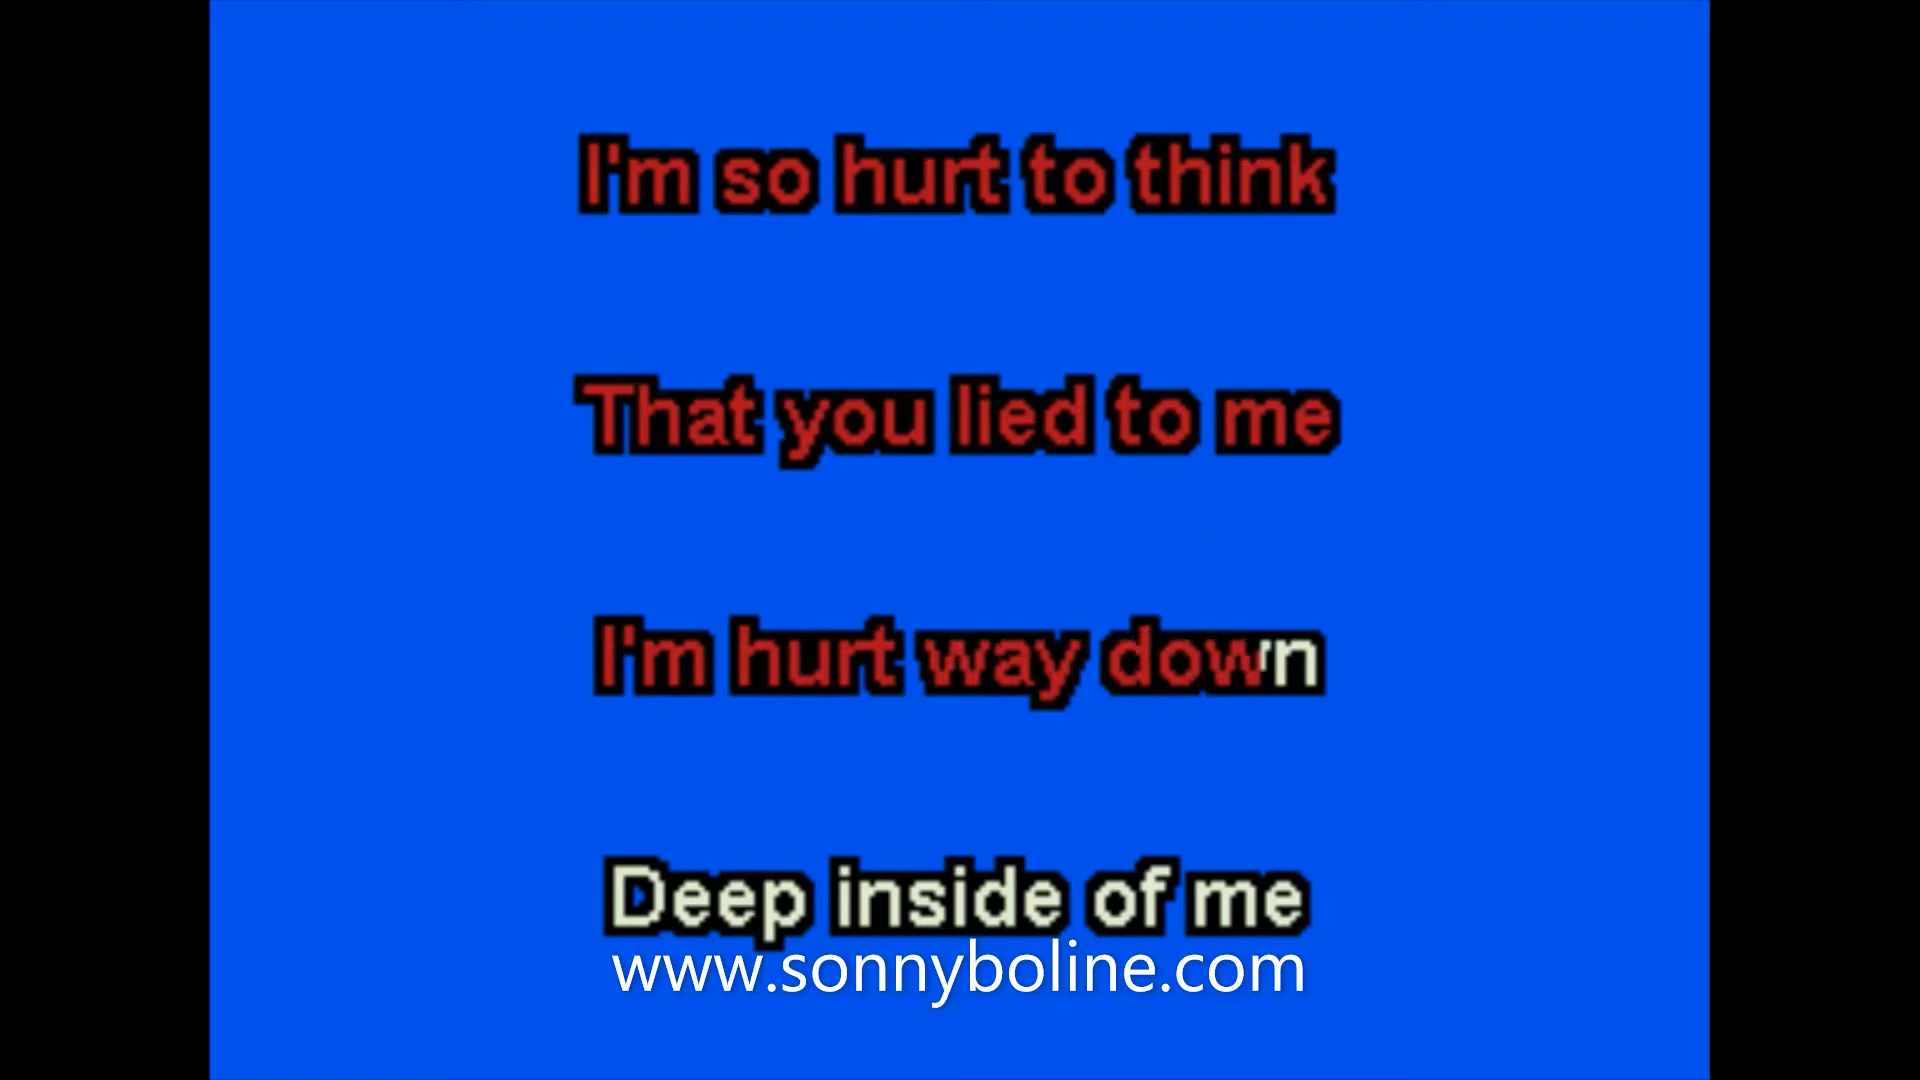 I'm so hurt to think
That you lied to me
I'm hurt way down
Deep inside of me
www.sonnyboline.com